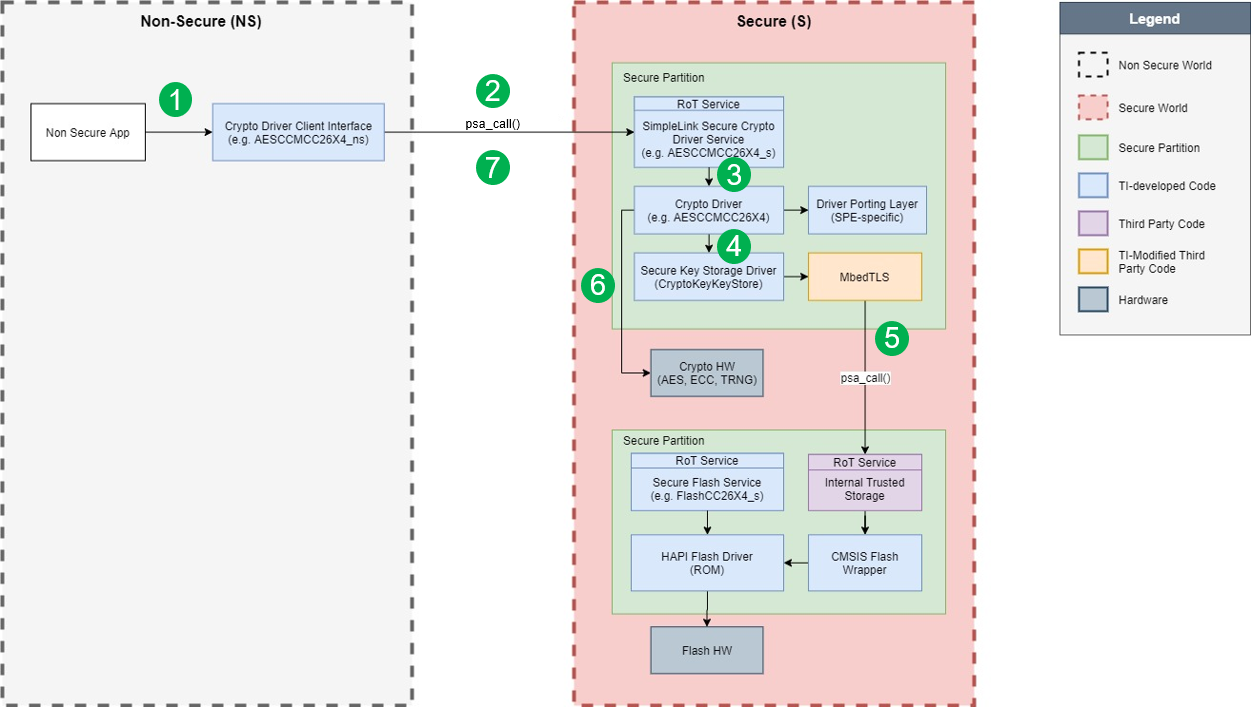 Non-Secure (NS)
Non Secure App
1
Crypto Driver Client Interface
(e.g. AESCCMCC26X4_ns)
2
psa_call()
7
Secure (S)
Secure Partition
RoT Service
SimpleLink Secure Crypto
Driver Service
(e.g. AESCCMCC26X4_s)
3
Crypto Driver
(e.g. AESCCMCC26X4)
Driver Porting Layer
(SPE-specific)
4
Secure Key Storage Driver
(CryptoKeyKeyStore)
MbedTLS
6
5
Crypto HW
(AES, ECC, TRNG)
psa_call()
Secure Partition
RoT Service
Secure Flash Service
(e.g. FlashCC26X4_s)
RoT Service
Internal Trusted
Storage
HAPI Flash Driver
(ROM)
CMSIS Flash
Wrapper
Flash HW
Legend
Non Secure World
Secure World
Secure Partition
TI-developed Code
Third Party Code
TI-Modified Third
Party Code
Hardware